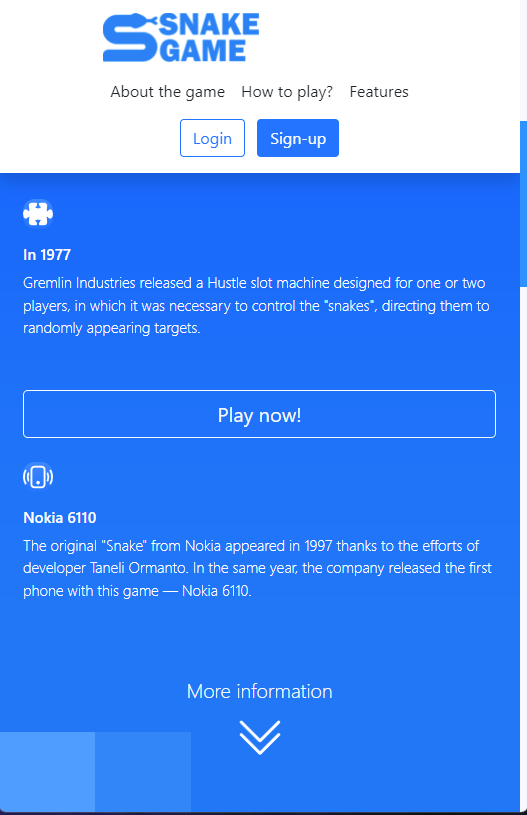 SNAKE
GAME
About the game How to play? Features
Login Sign-up
In 1977
Gremlin Industries released a Hustle slot machine designed for one or two
players, in which it was necessary to control the "snakes", directing them to
randomly appearing targets.
Play now!
Nokia 6110
The original "Snake" from Nokia appeared in 1997 thanks to the efforts of
developer Taneli Ormanto. In the same year, the company released the first
phone with this game — Nokia 6110.
More information